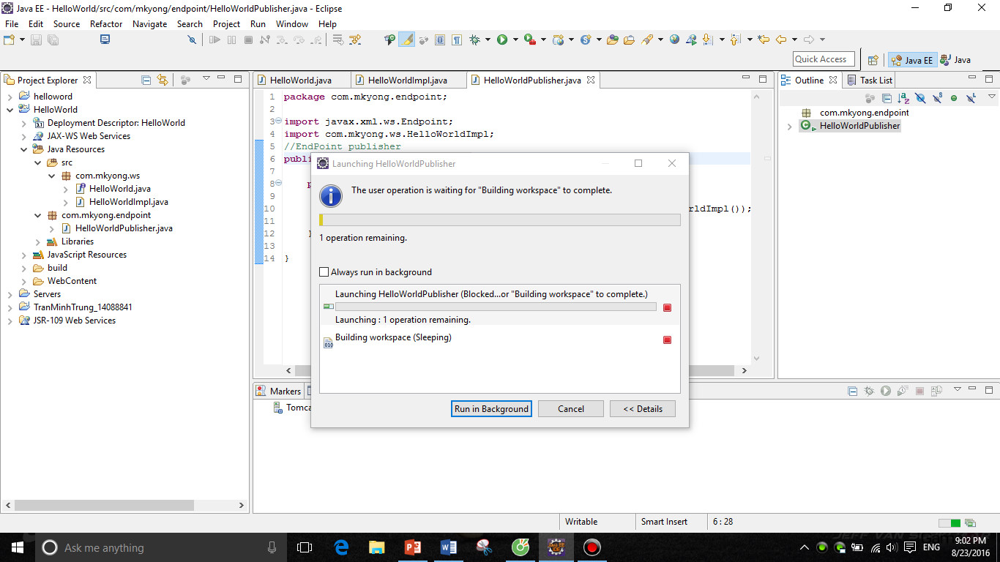 Java EE - HelloWorld/src/com/mkyong/endpoint/HelloWorldPublisher.java - Eclipse
File Edit Source Refactor Navigate Search Project Run Window Help
Quick Access
Java EE
Java
Project Explorer
helloword
HelloWorld
Deployment Descriptor: HelloWorld
JAX-WS Web Services
Java Resources
src
com.mkyong.ws
HelloWorld.java
HelloWorldImpl.java
com.mkyong.endpoint
HelloWorldPublisher.java
Libraries
JavaScript Resources
build
WebContent
Servers
TranMinhTrung_14088841
JSR-109 Web Services
HelloWorld.java
HelloWorldImpl.java
HelloWorldPublisher.java
1 package com.mkyong.endpoint;
2
3 import javax.xml.ws.Endpoint;
4 import com.mkyong.ws.HelloWorldImpl;
5 //EndPoint publisher
6 publi
7
8 p
9
10 rldImpl());
11
12 }
13
14 }
Launching HelloWorldPublisher
The user operation is waiting for "Building workspace" to complete.
1 operation remaining.
Always run in background
Launching HelloWorldPublisher (Blocked...or "Building workspace" to complete.)
Launching : 1 operation remaining.
010
Building workspace (Sleeping)
Run in Background
Cancel
<< Details
Outline
Task List
com.mkyong.endpoint
HelloWorldPublisher
Markers
Tomca
Writable
Smart Insert
6 : 28
Ask me anything
ENG
9:02 PM
8/23/2016